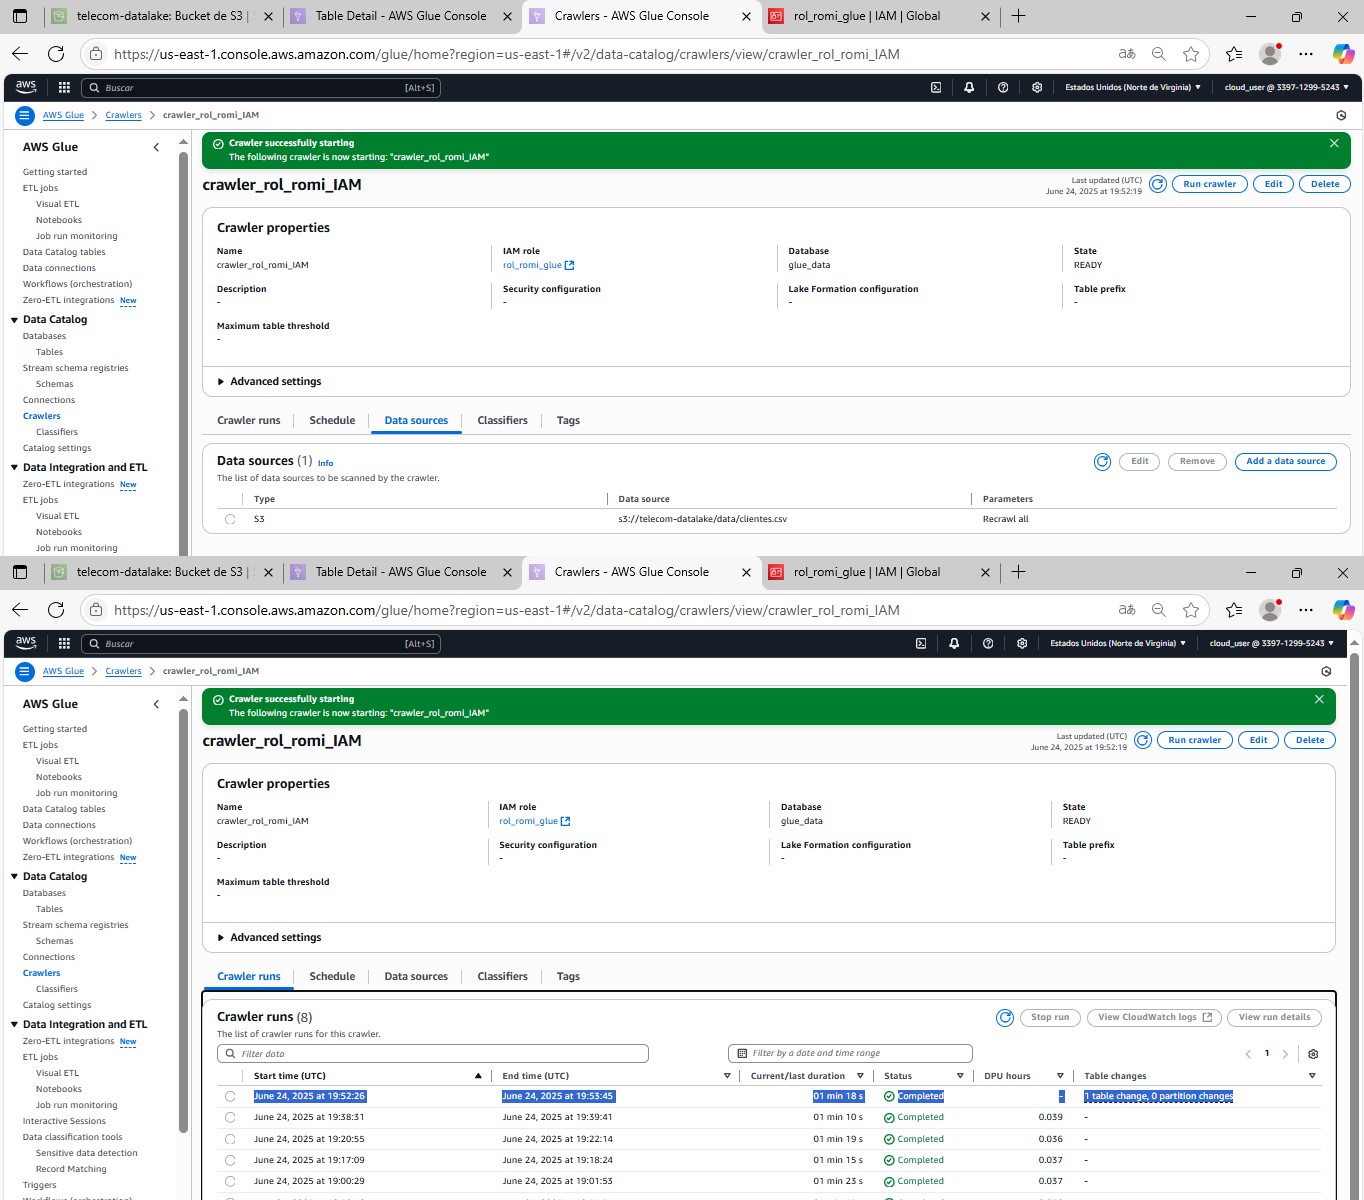 telecom-datalake: Bucket de S3 | S
Table Detail - AWS Glue Console
Crawlers - AWS Glue Console
rol_romi_glue | IAM | Global
https://us-east-1.console.aws.amazon.com/glue/home?region=us-east-1#/v2/data-catalog/crawlers/view/crawler_rol_romi_IAM
aws
Buscar
[Alt+S]
Estados Unidos (Norte de Virginia)
cloud_user @ 3397-1299-5243
AWS Glue
Crawlers
crawler_rol_romi_IAM
AWS Glue
Getting started
ETL jobs
Visual ETL
Notebooks
Job run monitoring
Data Catalog tables
Data connections
Workflows (orchestration)
Zero-ETL integrations New
Data Catalog
Databases
Tables
Stream schema registries
Schemas
Connections
Crawlers
Classifiers
Catalog settings
Data Integration and ETL
Zero-ETL integrations New
ETL jobs
Visual ETL
Notebooks
Job run monitoring
Crawler successfully starting
The following crawler is now starting: "crawler_rol_romi_IAM"
crawler_rol_romi_IAM
Last updated (UTC)
June 24, 2025 at 19:52:19
Run crawler
Edit
Delete
Crawler properties
Name
crawler_rol_romi_IAM
IAM role
rol_romi_glue
Database
glue_data
State
READY
Description
-
Security configuration
-
Lake Formation configuration
-
Table prefix
-
Maximum table threshold
-
Advanced settings
Crawler runs
Schedule
Data sources
Classifiers
Tags
Data sources (1) Info
The list of data sources to be scanned by the crawler.
Edit
Remove
Add a data source
Type Data source Parameters
S3 s3://telecom-datalake/data/clientes.csv Recrawl all
telecom-datalake: Bucket de S3 | S
Table Detail - AWS Glue Console
Crawlers - AWS Glue Console
rol_romi_glue | IAM | Global
https://us-east-1.console.aws.amazon.com/glue/home?region=us-east-1#/v2/data-catalog/crawlers/view/crawler_rol_romi_IAM
aws
Buscar
[Alt+S]
Estados Unidos (Norte de Virginia)
cloud_user @ 3397-1299-5243
AWS Glue
Crawlers
crawler_rol_romi_IAM
AWS Glue
Getting started
ETL jobs
Visual ETL
Notebooks
Job run monitoring
Data Catalog tables
Data connections
Workflows (orchestration)
Zero-ETL integrations New
Data Catalog
Databases
Tables
Stream schema registries
Schemas
Connections
Crawlers
Classifiers
Catalog settings
Data Integration and ETL
Zero-ETL integrations New
ETL jobs
Visual ETL
Notebooks
Job run monitoring
Interactive Sessions
Data classification tools
Sensitive data detection
Record Matching
Triggers
Workflows (orchestration)
Crawler successfully starting
The following crawler is now starting: "crawler_rol_romi_IAM"
crawler_rol_romi_IAM
Last updated (UTC)
June 24, 2025 at 19:52:19
Run crawler
Edit
Delete
Crawler properties
Name
crawler_rol_romi_IAM
IAM role
rol_romi_glue
Database
glue_data
State
READY
Description
-
Security configuration
-
Lake Formation configuration
-
Table prefix
-
Maximum table threshold
-
Advanced settings
Crawler runs
Schedule
Data sources
Classifiers
Tags
Crawler runs (8)
The list of crawler runs for this crawler.
Stop run
View CloudWatch logs
View run details
Filter data
Filter by a date and time range
1
Start time (UTC) End time (UTC) Current/last duration Status DPU hours Table changes
June 24, 2025 at 19:52:26 June 24, 2025 at 19:53:45 01 min 18 s Completed - 1 table change, 0 partition changes
June 24, 2025 at 19:38:31 June 24, 2025 at 19:39:41 01 min 10 s Completed 0.039 -
June 24, 2025 at 19:20:55 June 24, 2025 at 19:22:14 01 min 19 s Completed 0.036 -
June 24, 2025 at 19:17:09 June 24, 2025 at 19:18:24 01 min 15 s Completed 0.037 -
June 24, 2025 at 19:00:29 June 24, 2025 at 19:01:53 01 min 23 s Completed 0.037 -